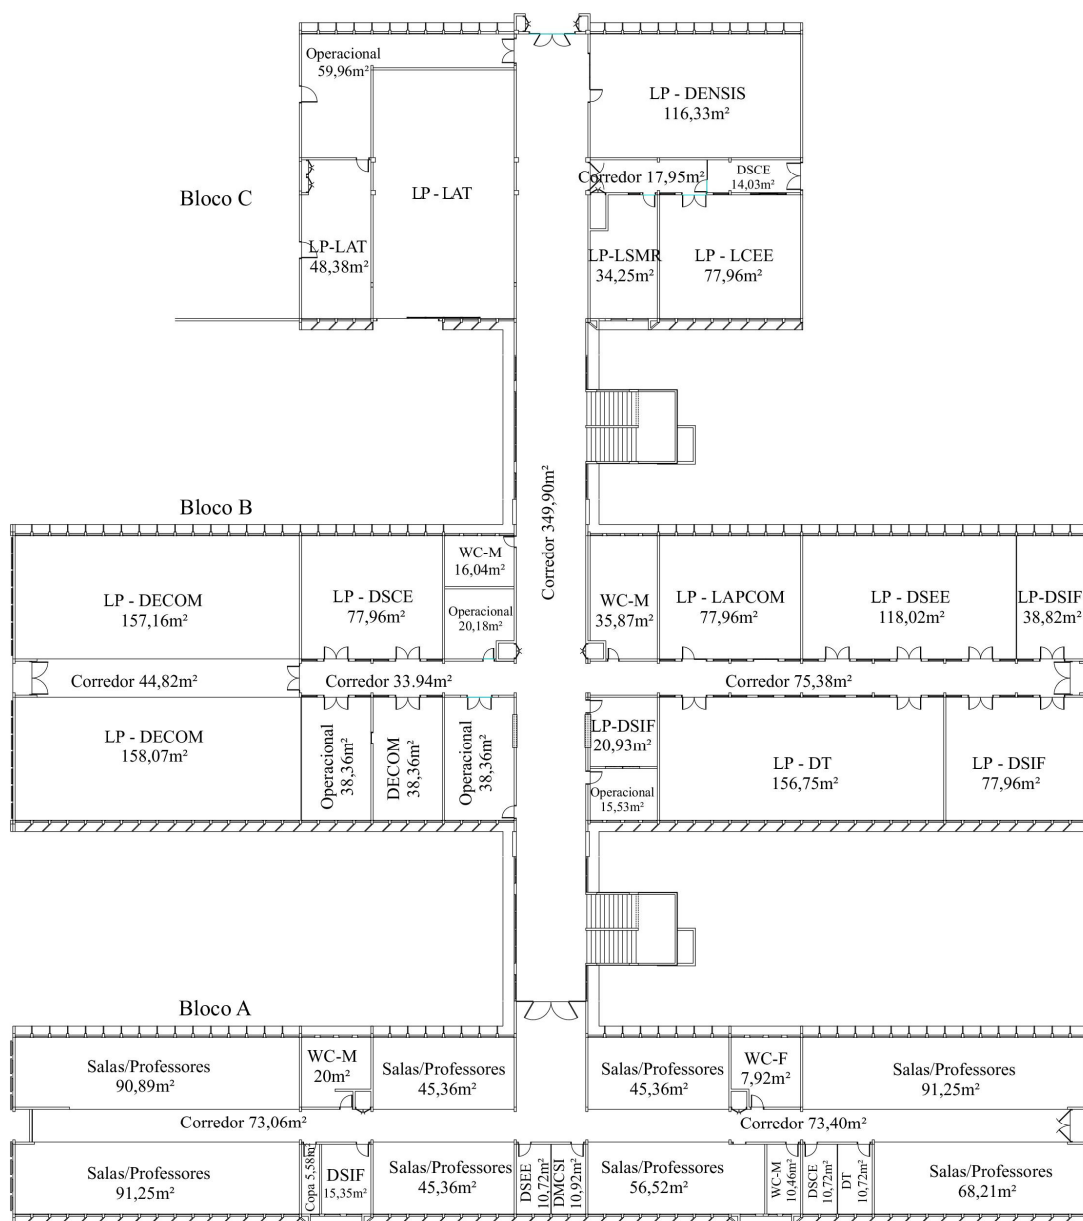 Operacional
59,96m²
LP - DENSIS
116,33m²
Bloco C
LP - LAT
Corredor 17,95m²
DSCE
14,03m²
LP-LAT
48,38m²
LP-LSMR
34,25m²
LP - LCEE
77,96m²
Corredor 349,90m²
Bloco B
LP - DECOM
157,16m²
LP - DSCE
77,96m²
WC-M
16,04m²
Operacional
20,18m²
WC-M
35,87m²
LP - LAPCOM
77,96m²
LP - DSEE
118,02m²
LP-DSIF
38,82m²
Corredor 44,82m²
Corredor 33.94m²
Corredor 75,38m²
LP - DECOM
158,07m²
Operacional
38,36m²
DECOM
38,36m²
Operacional
38,36m²
LP-DSIF
20,93m²
Operacional
15,53m²
LP - DT
156,75m²
LP - DSIF
77,96m²
Bloco A
Salas/Professores
90,89m²
WC-M
20m²
Salas/Professores
45,36m²
Salas/Professores
45,36m²
WC-F
7,92m²
Salas/Professores
91,25m²
Corredor 73,06m²
Corredor 73,40m²
Salas/Professores
91,25m²
Copa 5,58m²
DSIF
15,35m²
Salas/Professores
45,36m²
DSEE
10,72m²
DMCSI
10,92m²
Salas/Professores
56,52m²
WC-M
10,46m²
DSCE
10,72m²
DT
10,72m²
Salas/Professores
68,21m²